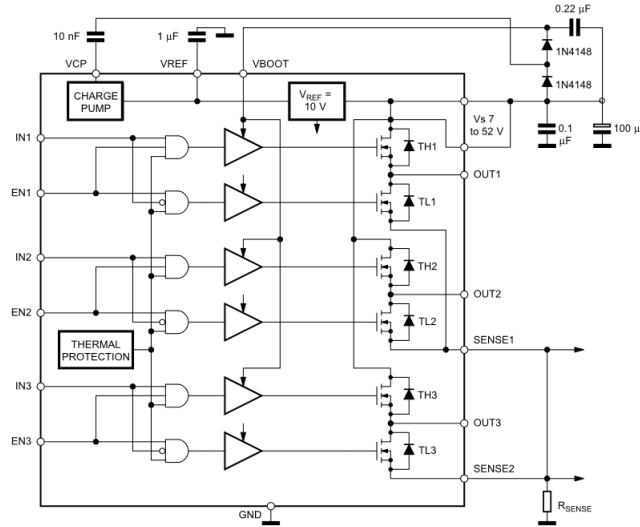 0.22 µF
10 nF
1 µF
1N4148
VCP
VREF
VBOOT
1N4148
CHARGE
PUMP
VREF =
10 V
Vs 7
to 52 V
0.1
µF
100 µ
IN1
TH1
OUT1
EN1
TL1
IN2
TH2
OUT2
EN2
TL2
THERMAL
PROTECTION
SENSE1
IN3
TH3
OUT3
EN3
TL3
SENSE2
GND
RSENSE